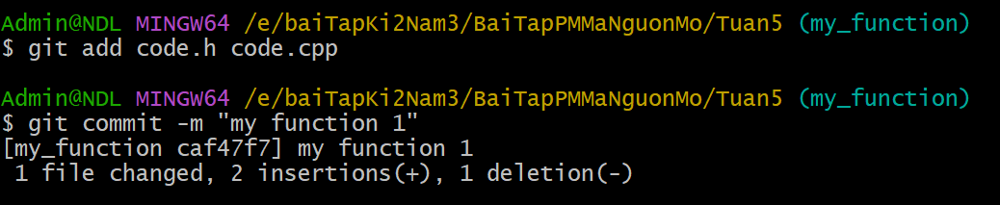 Admin@NDL MINGW64 /e/baiTapKi2Nam3/BaiTapPMMaNguonMo/Tuan5 (my_function)
$ git add code.h code.cpp
Admin@NDL MINGW64 /e/baiTapKi2Nam3/BaiTapPMMaNguonMo/Tuan5 (my_function)
$ git commit -m "my function 1"
[my_function caf47f7] my function 1
 1 file changed, 2 insertions(+), 1 deletion(-)